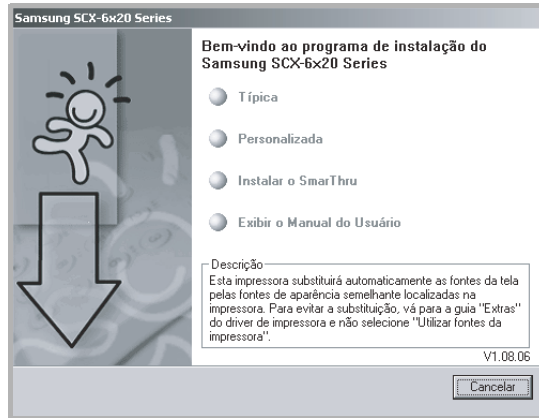 Samsung SCX-6x20 Series
Bem-vindo ao programa de instalação do
Samsung SCX-6x20 Series
Típica
Personalizada
Instalar o SmarThru
Exibir o Manual do Usuário
Descrição
Esta impressora substituirá automaticamente as fontes da tela
pelas fontes de aparência semelhante localizadas na
impressora. Para evitar a substituição, vá para a guia "Extras"
do driver de impressora e não selecione "Utilizar fontes da
impressora".
V1.08.06
Cancelar